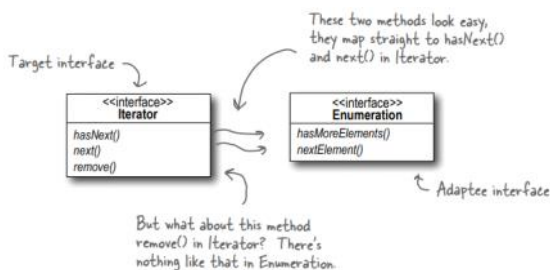 These two methods look easy,
they map straight to hasNext()
and next() in Iterator.
Target interface
<<interface>>
Iterator
hasNext()
next()
remove()
<<interface>>
Enumeration
hasMoreElements()
nextElement()
Adaptee interface
But what about this method
remove() in Iterator? There's
nothing like that in Enumeration.